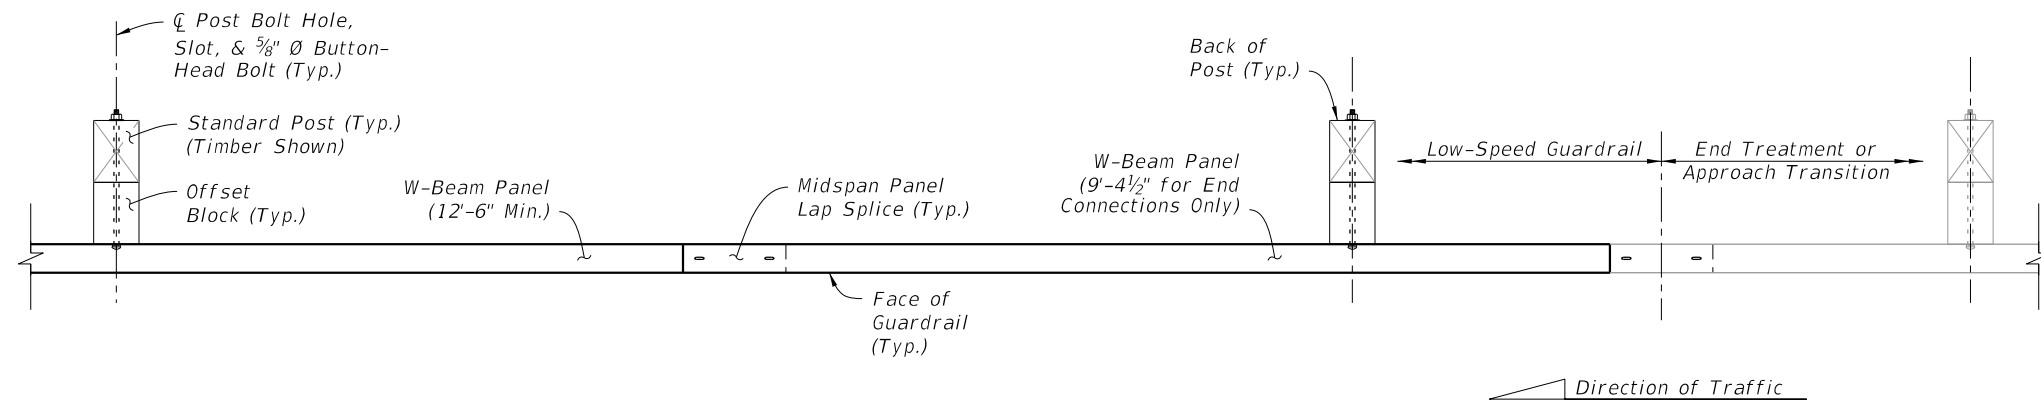 ℄ Post Bolt Hole,
Slot, & ⅝" Ø Button-
Head Bolt (Typ.)
Standard Post (Typ.)
(Timber Shown)
Offset
Block (Typ.)
W-Beam Panel
(12'-6" Min.)
Midspan Panel
Lap Splice (Typ.)
Face of
Guardrail
(Typ.)
W-Beam Panel
(9'-4½" for End
Connections Only)
Back of
Post (Typ.)
Low-Speed Guardrail
End Treatment or
Approach Transition
Direction of Traffic